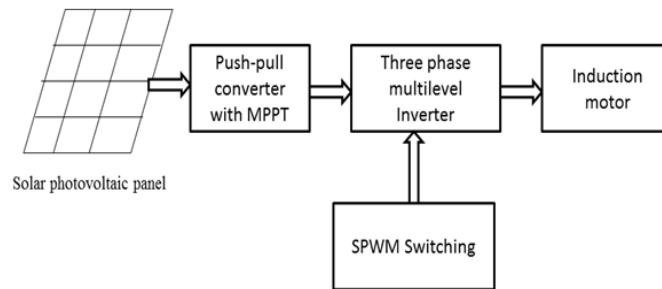 Push-pull
converter
with MPPT
Three phase
multilevel
Inverter
Induction
motor
Solar photovoltaic panel
SPWM Switching